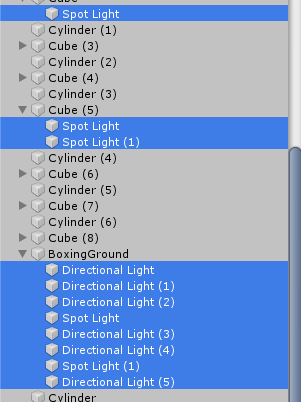 Cube
Spot Light
Cylinder (1)
Cube (3)
Cylinder (2)
Cube (4)
Cylinder (3)
Cube (5)
Spot Light
Spot Light (1)
Cylinder (4)
Cube (6)
Cylinder (5)
Cube (7)
Cylinder (6)
Cube (8)
BoxingGround
Directional Light
Directional Light (1)
Directional Light (2)
Spot Light
Directional Light (3)
Directional Light (4)
Spot Light (1)
Directional Light (5)
Cylinder